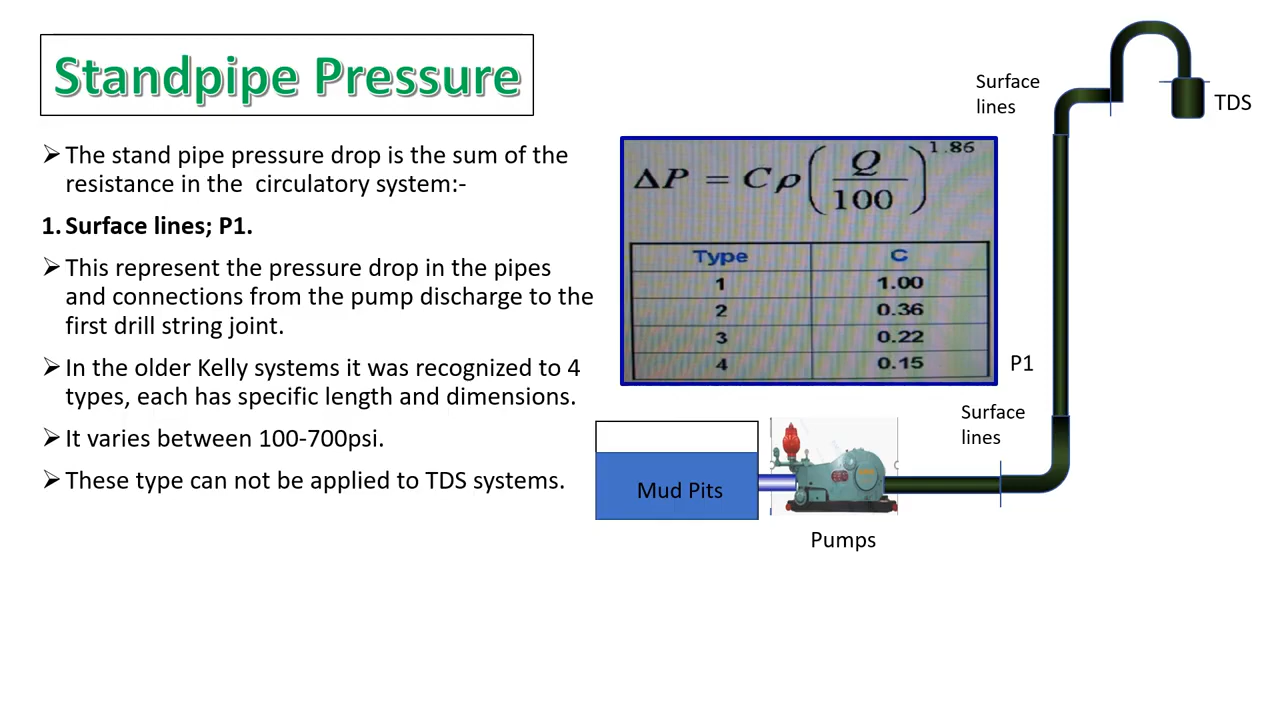 Standpipe Pressure
➢ The stand pipe pressure drop is the sum of the
resistance in the circulatory system:-
1. Surface lines; P1.
➢ This represent the pressure drop in the pipes
and connections from the pump discharge to the
first drill string joint.
➢ In the older Kelly systems it was recognized to 4
types, each has specific length and dimensions.
➢ It varies between 100-700psi.
➢ These type can not be applied to TDS systems.
ΔP = Cρ(Q/100)^1.86
Type C
1 1.00
2 0.36
3 0.22
4 0.15
Surface
lines
TDS
P1
Surface
lines
Mud Pits
Pumps